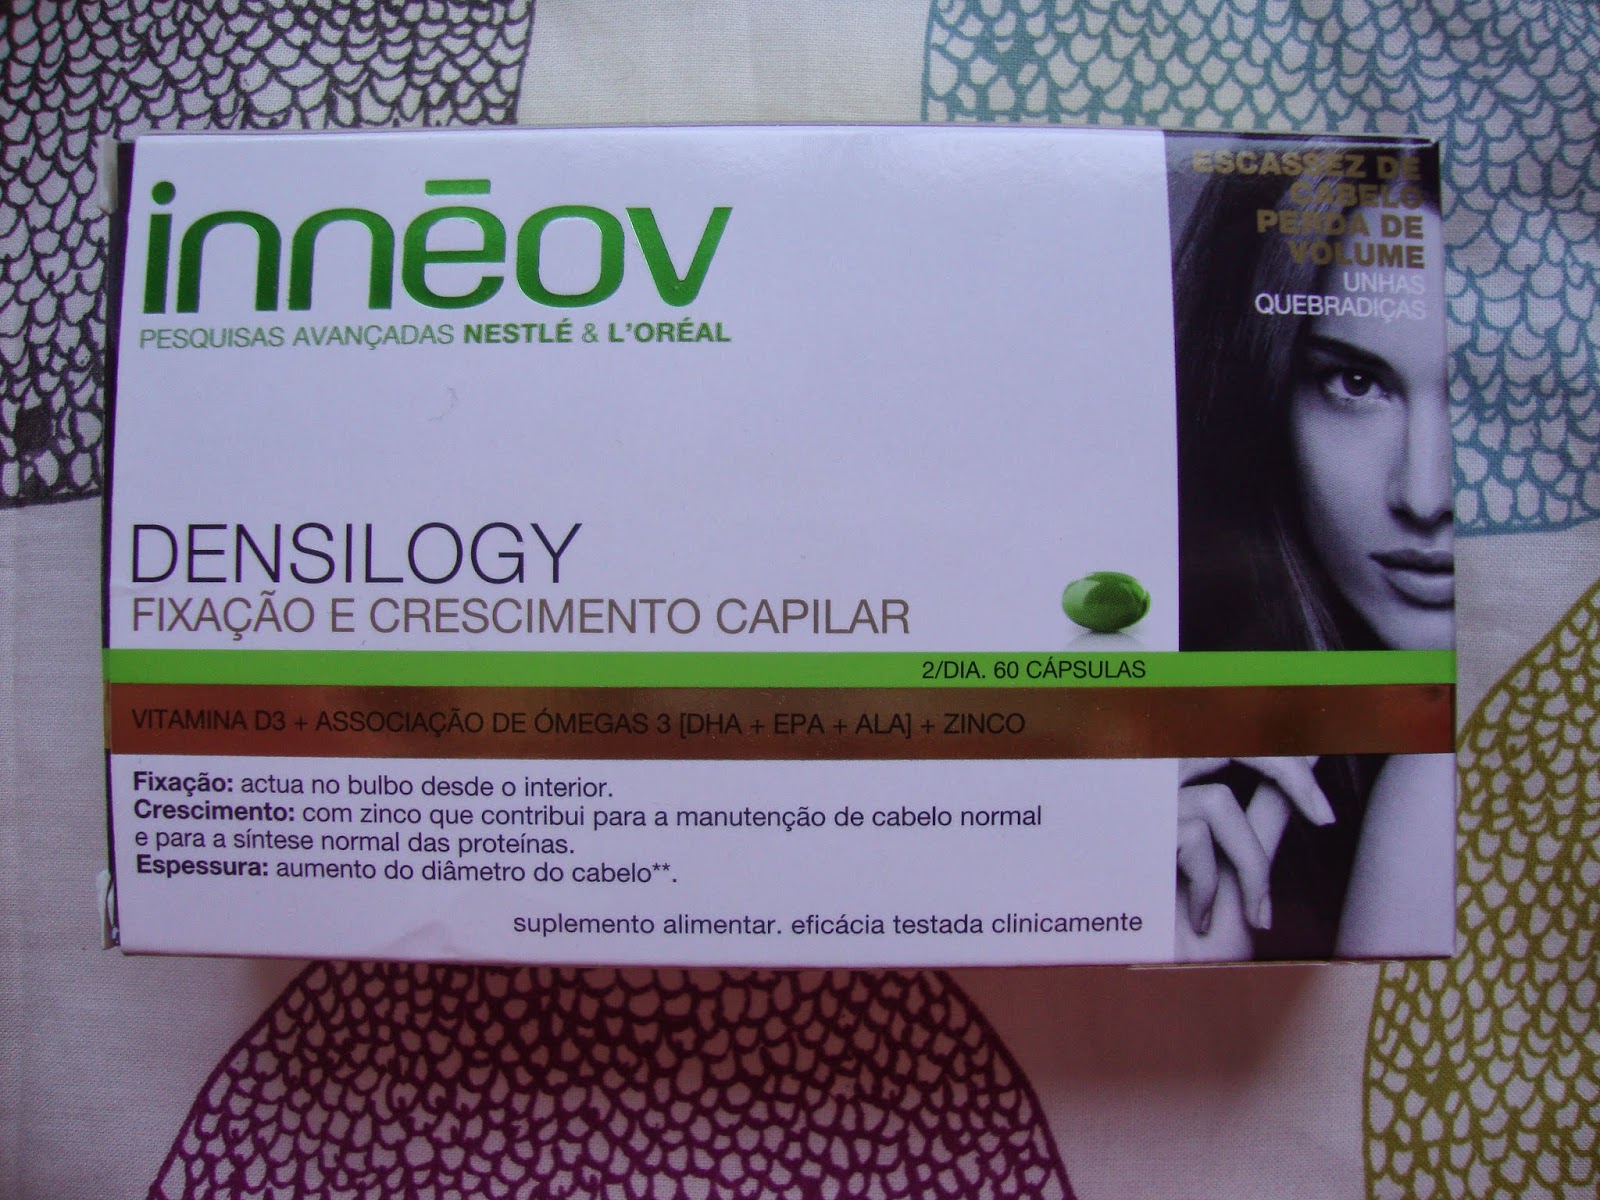 innēov
PESQUISAS AVANÇADAS NESTLÉ & L'ORÉAL
ESCASSEZ DE
CABELO
PERDA DE
VOLUME
UNHAS
QUEBRADIÇAS
DENSILOGY
FIXAÇÃO E CRESCIMENTO CAPILAR
2/DIA. 60 CÁPSULAS
VITAMINA D3 + ASSOCIAÇÃO DE ÓMEGAS 3 [DHA + EPA + ALA] + ZINCO
Fixação: actua no bulbo desde o interior.
Crescimento: com zinco que contribui para a manutenção de cabelo normal
e para a síntese normal das proteínas.
Espessura: aumento do diâmetro do cabelo**.
suplemento alimentar. eficácia testada clinicamente